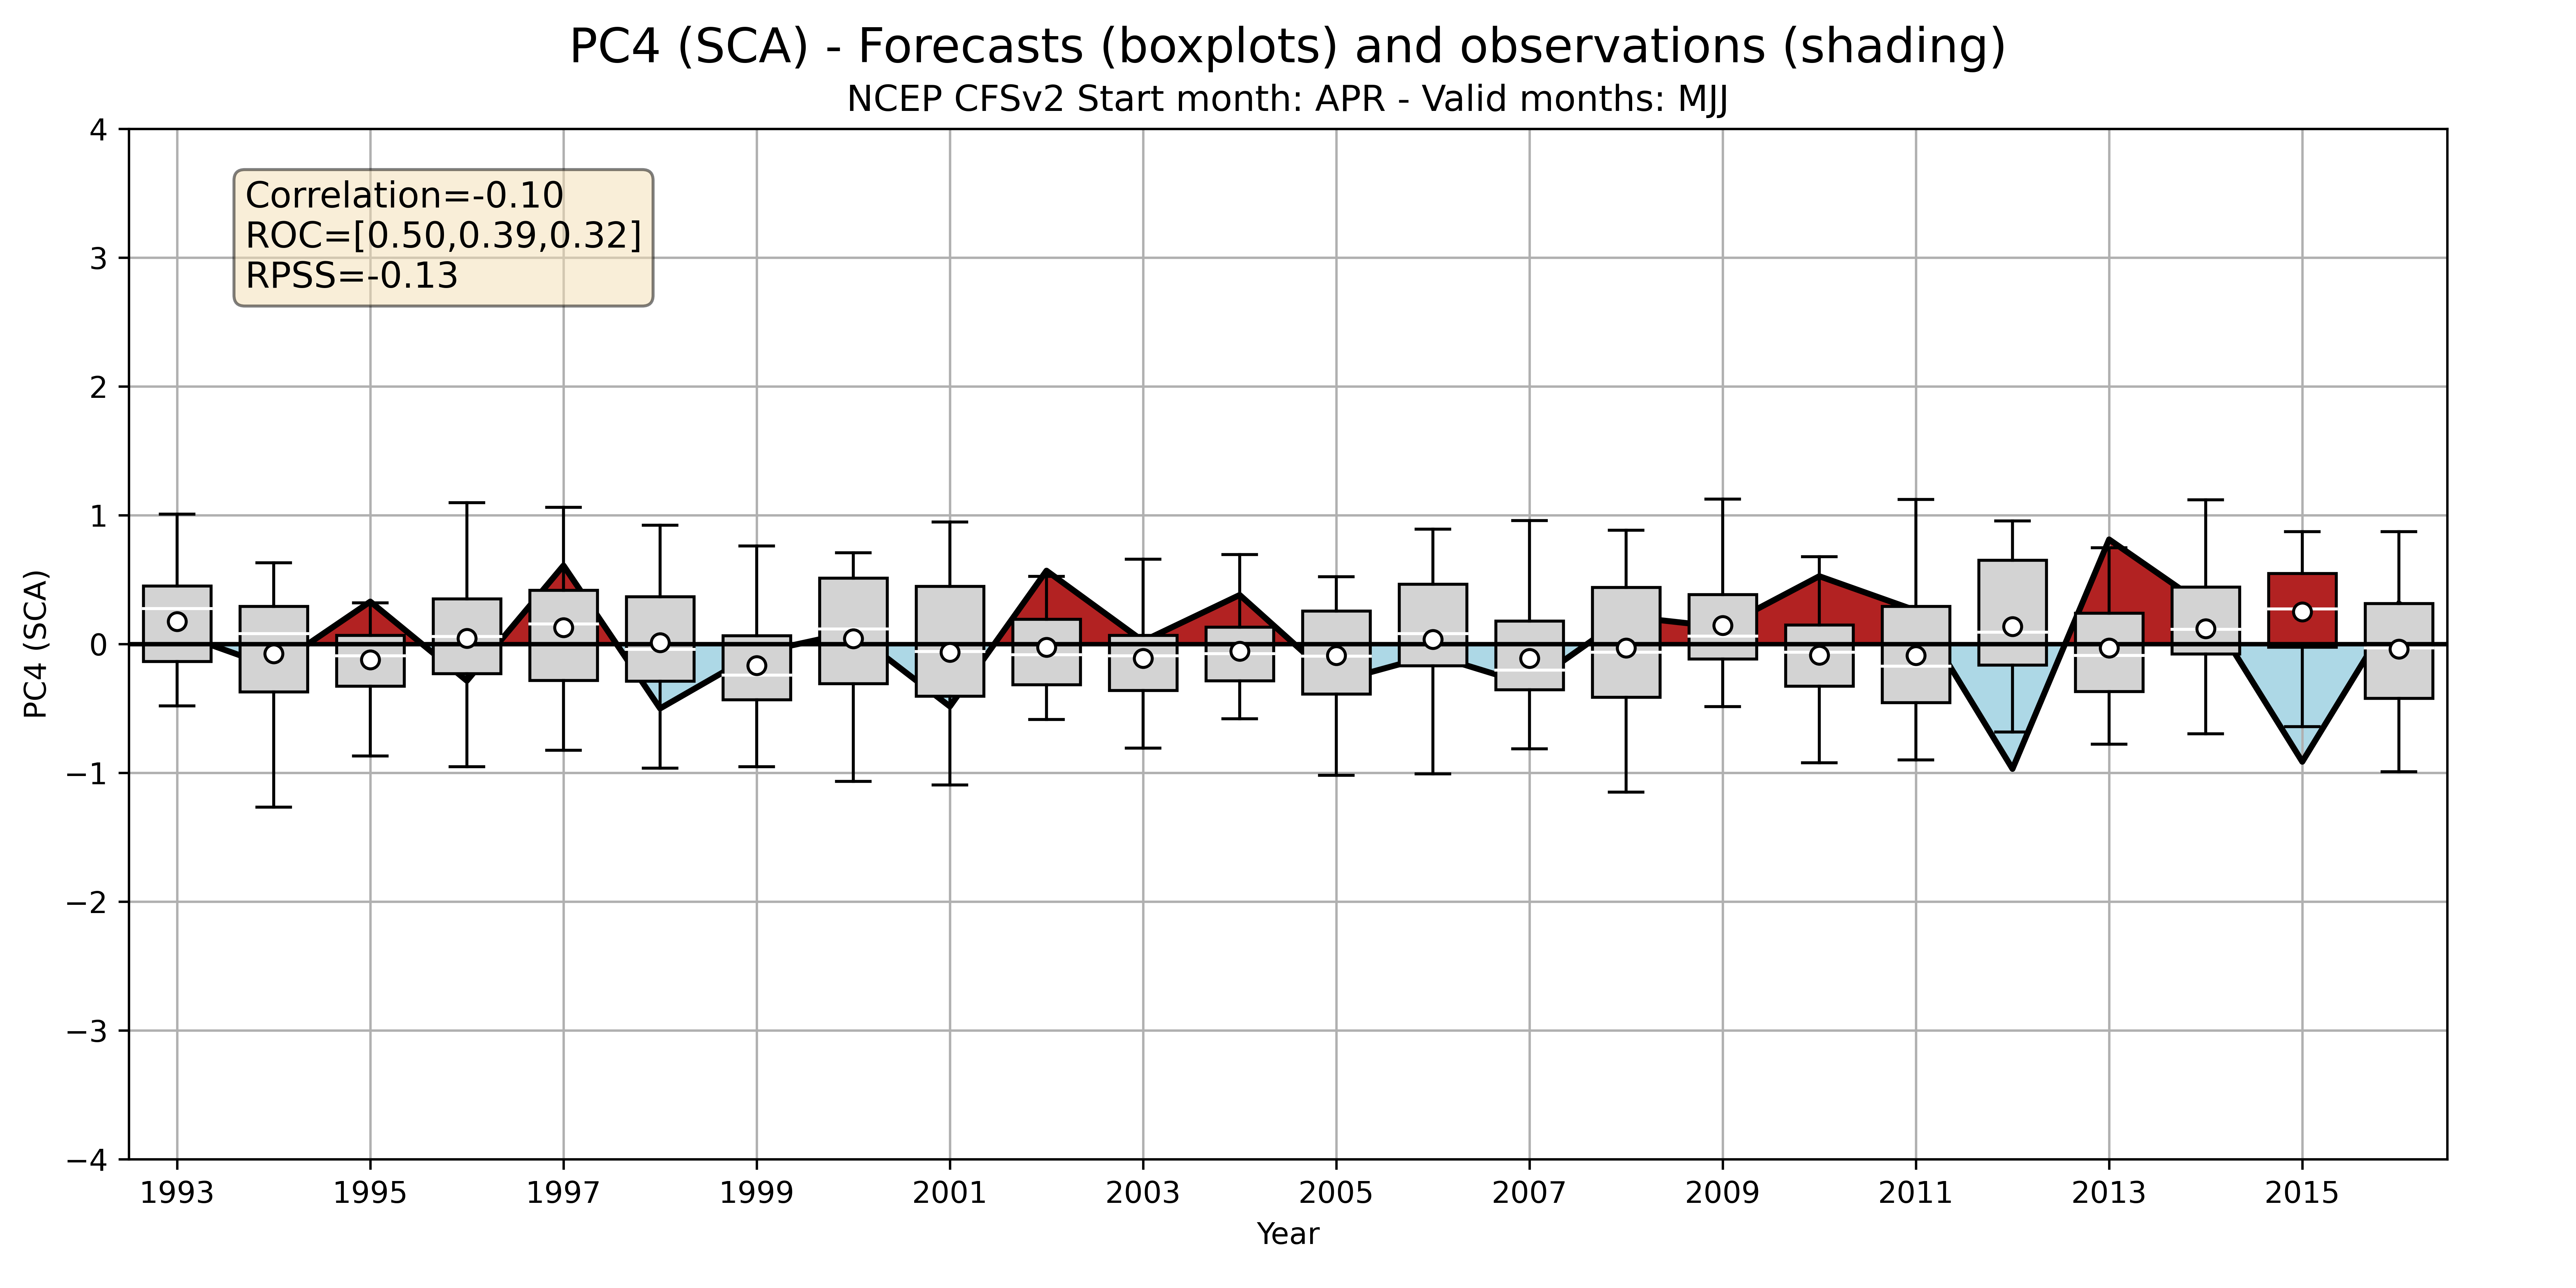 PC4 (SCA) - Forecasts (boxplots) and observations (shading)
NCEP CFSv2 Start month: APR - Valid months: MJJ
Correlation=-0.10
ROC=[0.50,0.39,0.32]
RPSS=-0.13
PC4 (SCA)
4
3
2
1
0
−1
−2
−3
−4
1993 1995 1997 1999 2001 2003 2005 2007 2009 2011 2013 2015
Year